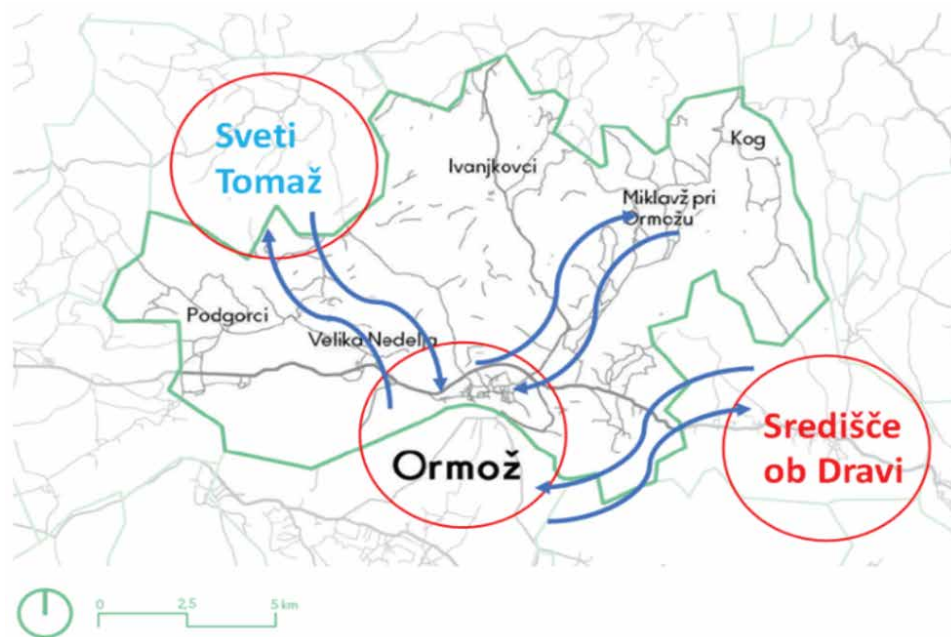 Sveti
Tomaž
Kog
Ivanjkovci
Miklavž pri
Ormožu
Podgorci
Velika Nedelja
Ormož
Središče
ob Dravi
0 2,5 5 km